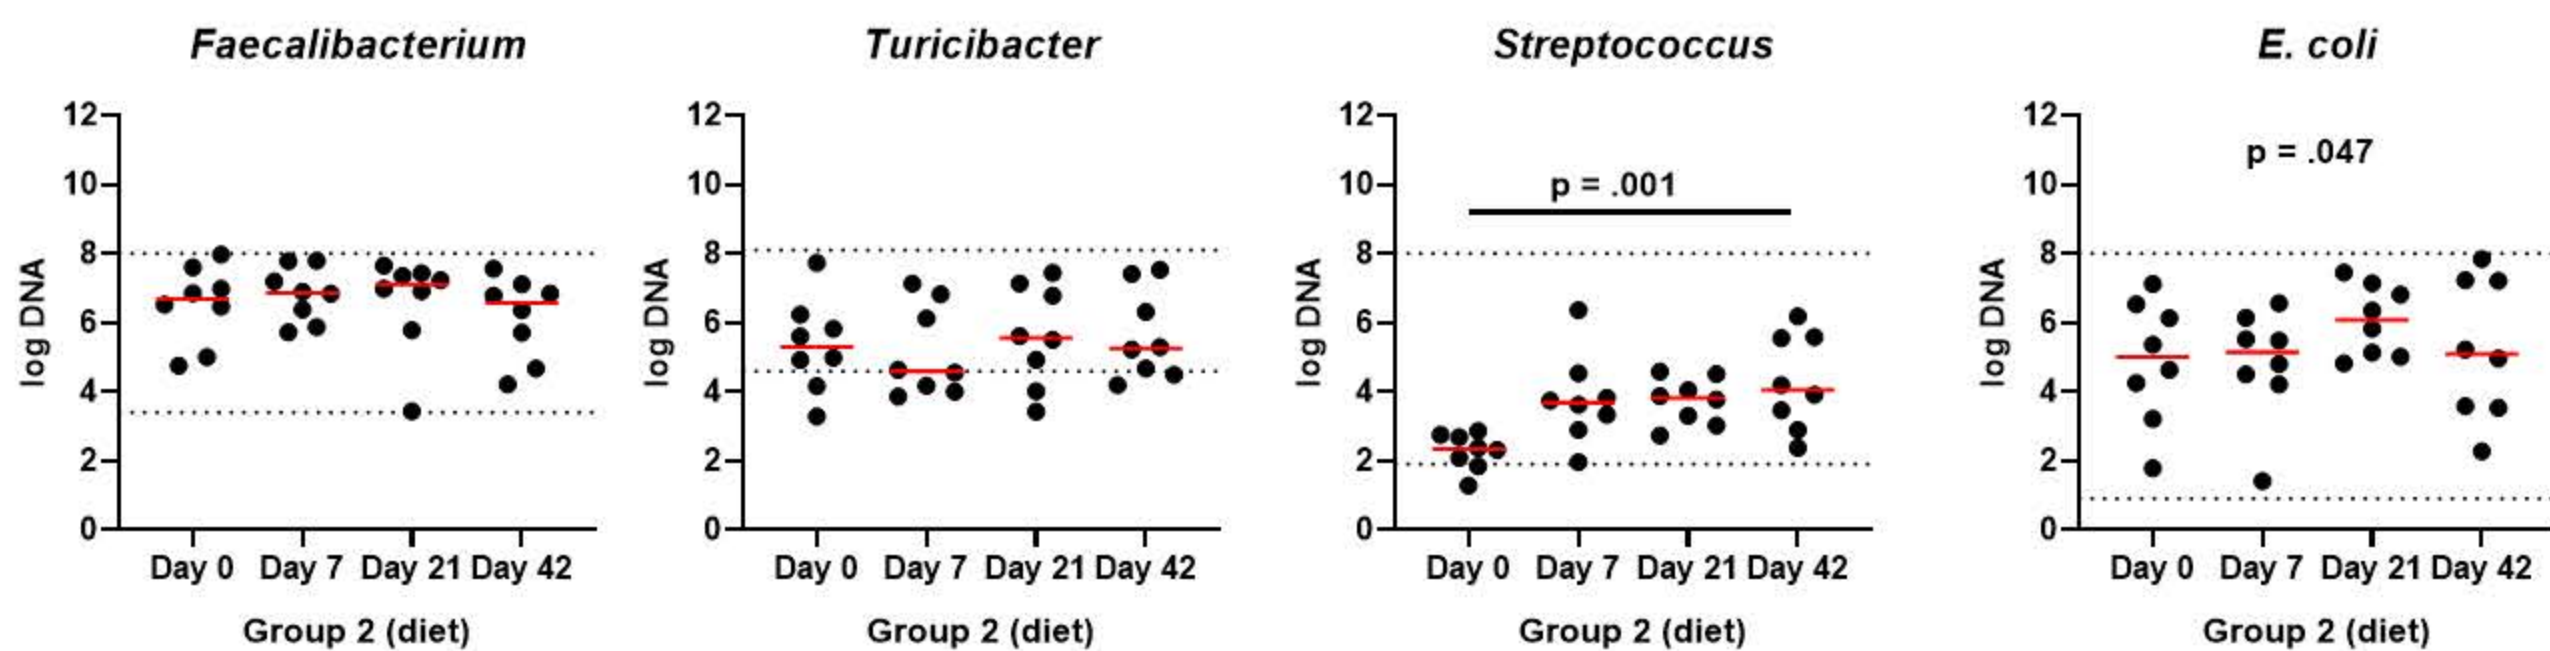 Faecalibacterium
12
10
8
6
4
2
0
log DNA
Day 0 Day 7 Day 21 Day 42
Group 2 (diet)
Turicibacter
12
10
8
6
4
2
0
log DNA
Day 0 Day 7 Day 21 Day 42
Group 2 (diet)
Streptococcus
12
10
8
6
4
2
0
log DNA
p = .001
Day 0 Day 7 Day 21 Day 42
Group 2 (diet)
E. coli
12
10
8
6
4
2
0
log DNA
p = .047
Day 0 Day 7 Day 21 Day 42
Group 2 (diet)